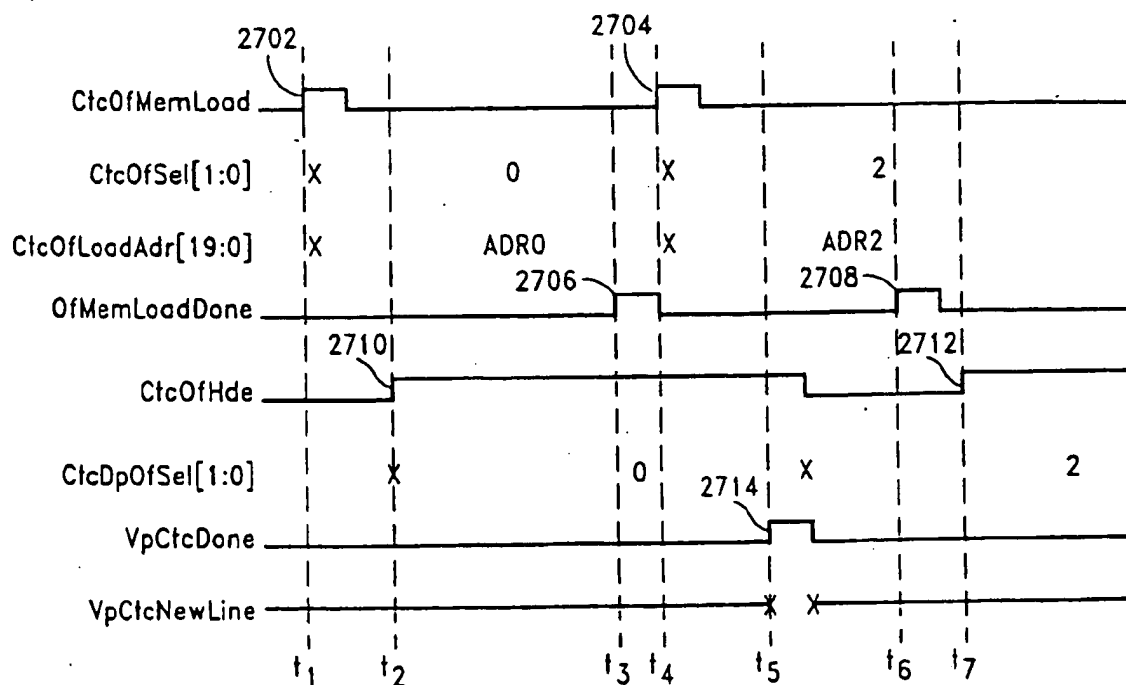 2702
2704
CtcOfMemLoad
CtcOfSel[1:0] X 0 X 2
CtcOfLoadAdr[19:0] X ADR0 X ADR2
2706
2708
OfMemLoadDone
2710
2712
CtcOfHde
CtcDpOfSel[1:0] X 0 X 2
2714
VpCtcDone
VpCtcNewLine X X
t1 t2 t3 t4 t5 t6 t7